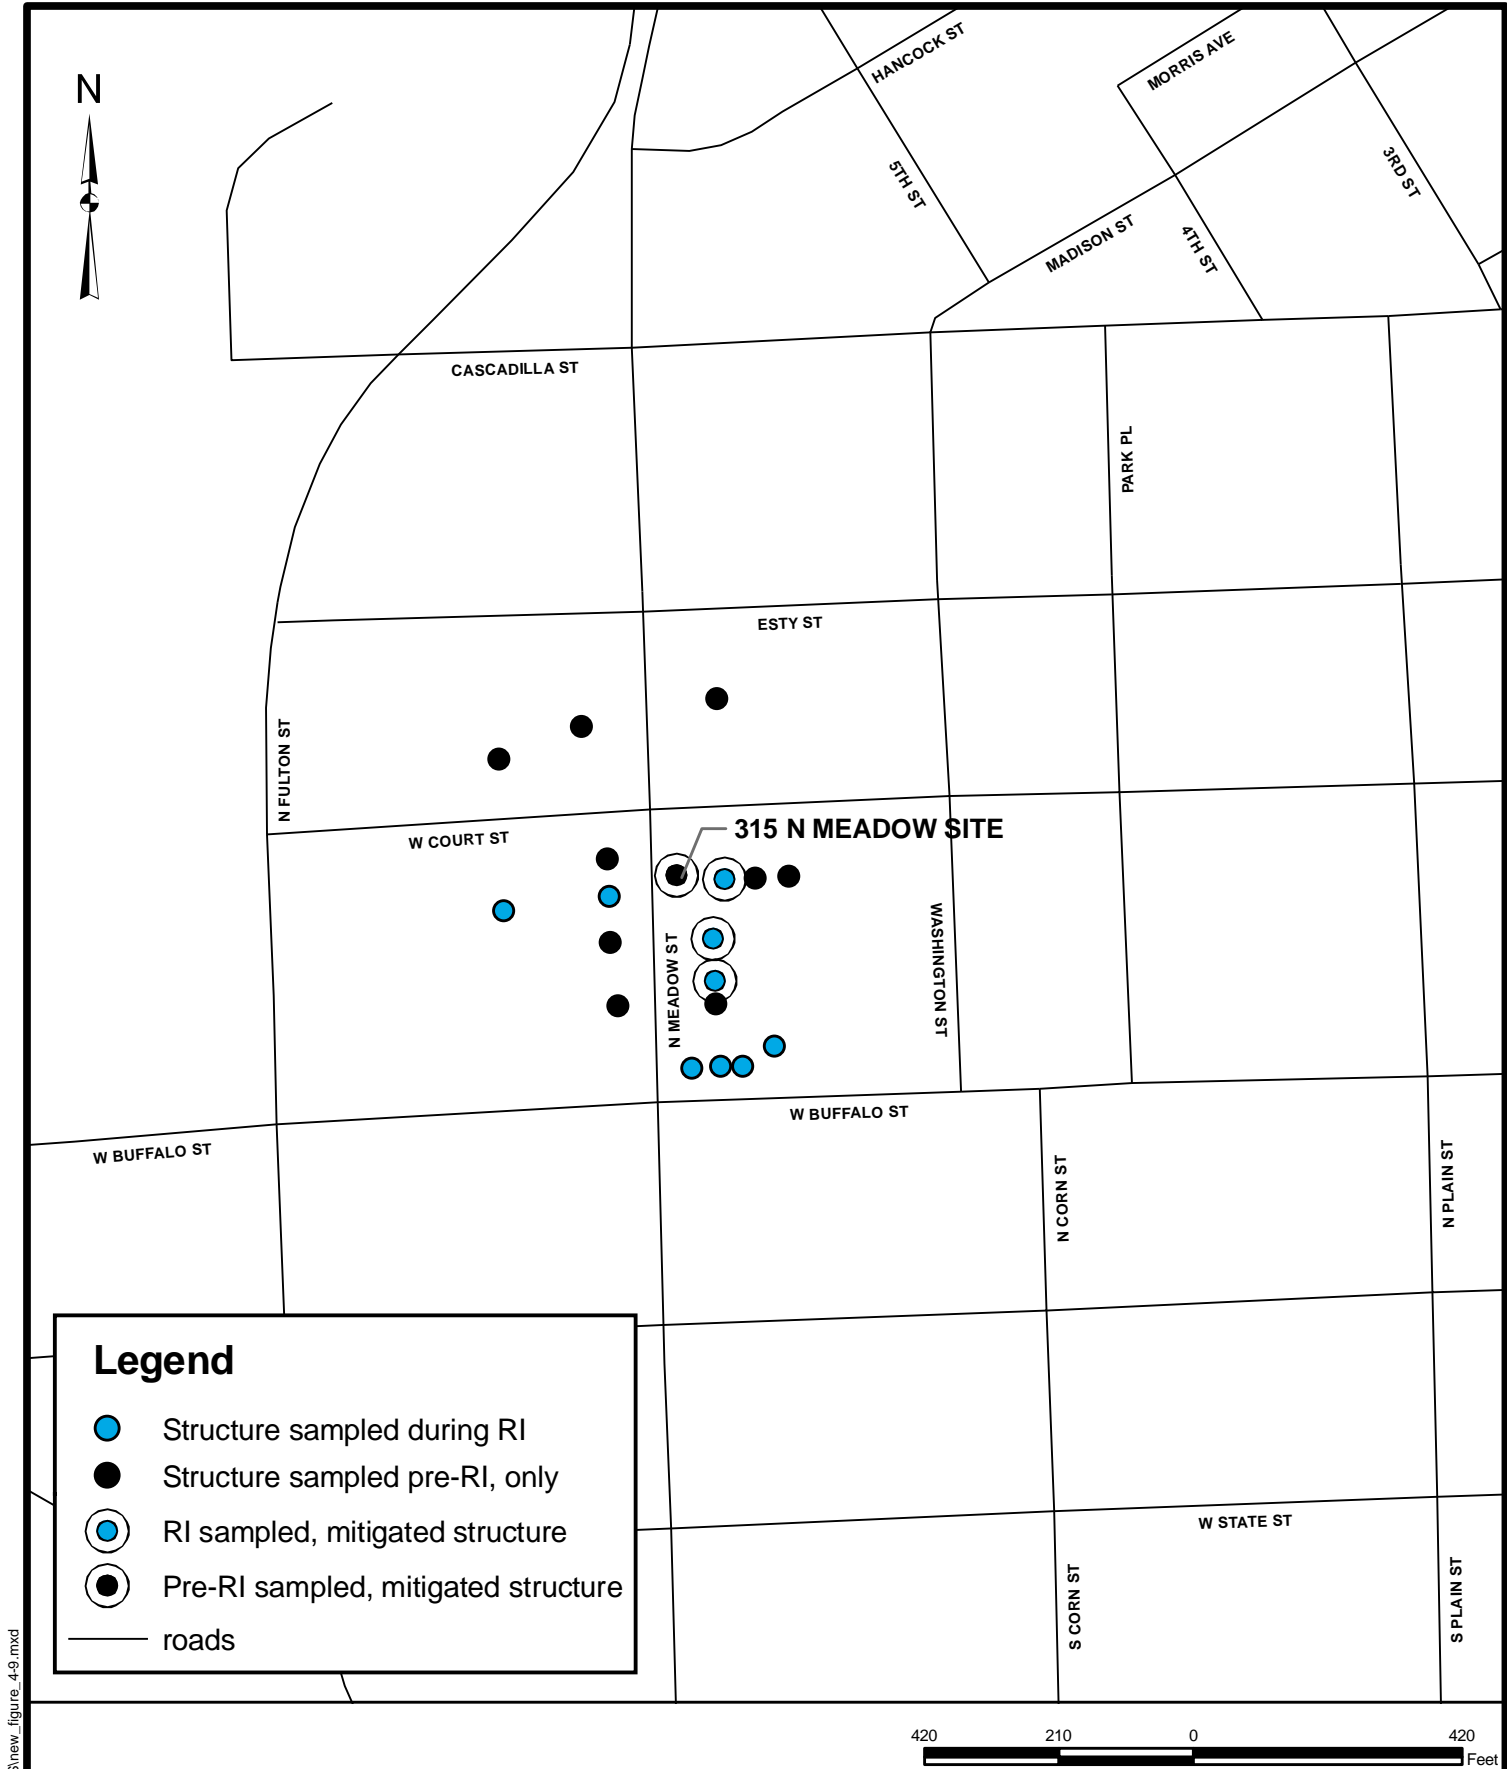 HANCOCK ST
MORRIS AVE
N
5TH ST
3RD ST
MADISON ST
4TH ST
CASCADILLA ST
PARK PL
ESTY ST
N FULTON ST
W COURT ST
315 N MEADOW SITE
N MEADOW ST
WASHINGTON ST
W BUFFALO ST
W BUFFALO ST
N CORN ST
N PLAIN ST
Legend
Structure sampled during RI
Structure sampled pre-RI, only
RI sampled, mitigated structure
Pre-RI sampled, mitigated structure
roads
W STATE ST
S CORN ST
S PLAIN ST
420 210 0 420
Feet
\new_figure_4-9.mxd